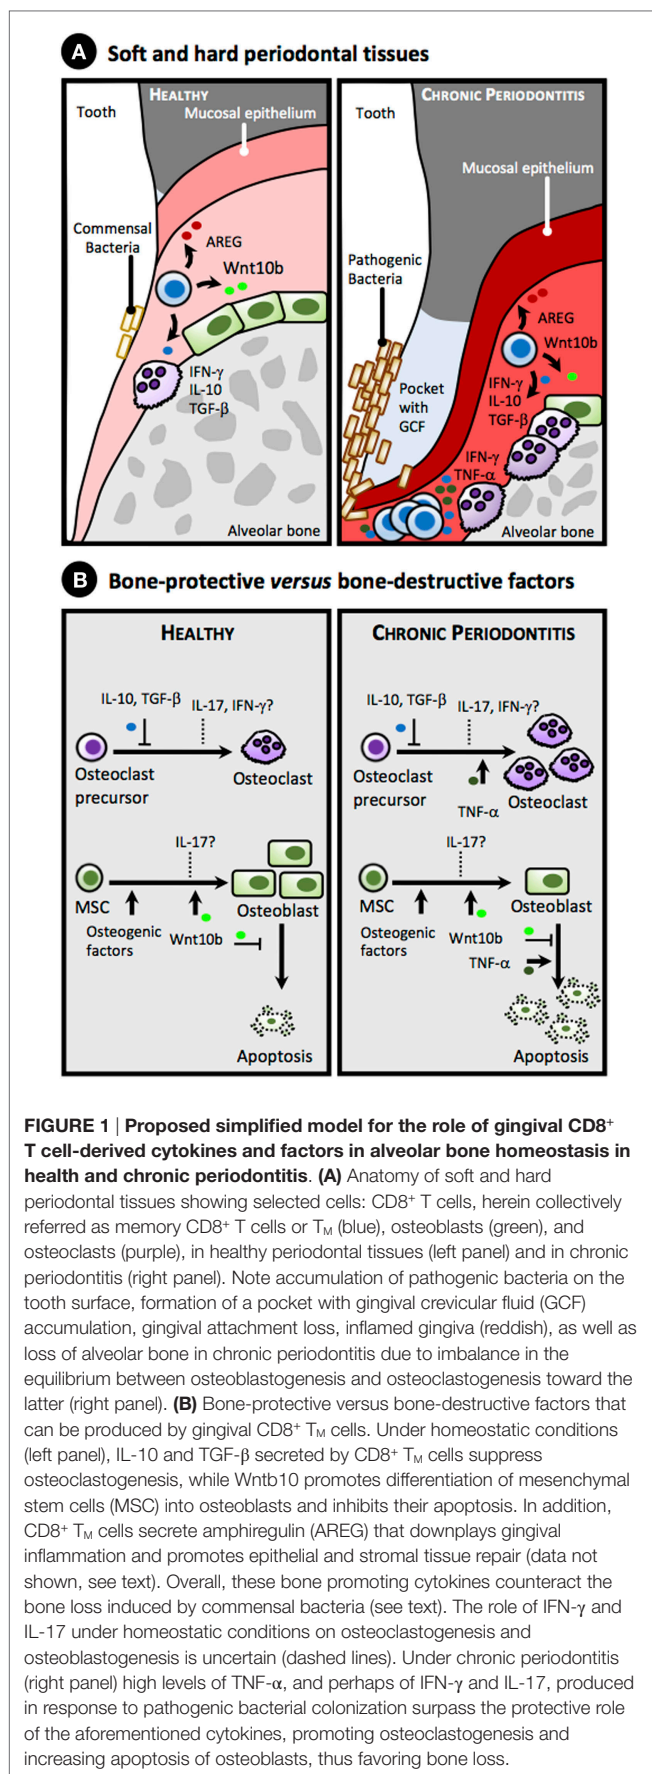 A Soft and hard periodontal tissues
HEALTHY
Tooth
Mucosal epithelium
Commensal
Bacteria
AREG
Wnt10b
IFN-γ
IL-10
TGF-β
Alveolar bone
CHRONIC PERIODONTITIS
Tooth
Mucosal epithelium
Pathogenic
Bacteria
AREG
Wnt10b
IFN-γ
IL-10
TGF-β
Pocket
with
GCF
IFN-γ
TNF-α
Alveolar bone
B Bone-protective versus bone-destructive factors
HEALTHY
IL-10, TGF-β
IL-17, IFN-γ?
Osteoclast
precursor
Osteoclast
IL-17?
MSC
Osteoblast
Osteogenic
factors
Wnt10b
Apoptosis
CHRONIC PERIODONTITIS
IL-10, TGF-β
IL-17, IFN-γ?
Osteoclast
precursor
Osteoclast
TNF-α
IL-17?
MSC
Osteoblast
Osteogenic
factors
Wnt10b
TNF-α
Apoptosis
FIGURE 1 | Proposed simplified model for the role of gingival CD8+
T cell-derived cytokines and factors in alveolar bone homeostasis in
health and chronic periodontitis. (A) Anatomy of soft and hard
periodontal tissues showing selected cells: CD8+ T cells, herein collectively
referred as memory CD8+ T cells or TM (blue), osteoblasts (green), and
osteoclasts (purple), in healthy periodontal tissues (left panel) and in chronic
periodontitis (right panel). Note accumulation of pathogenic bacteria on the
tooth surface, formation of a pocket with gingival crevicular fluid (GCF)
accumulation, gingival attachment loss, inflamed gingiva (reddish), as well as
loss of alveolar bone in chronic periodontitis due to imbalance in the
equilibrium between osteoblastogenesis and osteoclastogenesis toward the
latter (right panel). (B) Bone-protective versus bone-destructive factors that
can be produced by gingival CD8+ TM cells. Under homeostatic conditions
(left panel), IL-10 and TGF-β secreted by CD8+ TM cells suppress
osteoclastogenesis, while Wntb10 promotes differentiation of mesenchymal
stem cells (MSC) into osteoblasts and inhibits their apoptosis. In addition,
CD8+ TM cells secrete amphiregulin (AREG) that downplays gingival
inflammation and promotes epithelial and stromal tissue repair (data not
shown, see text). Overall, these bone promoting cytokines counteract the
bone loss induced by commensal bacteria (see text). The role of IFN-γ and
IL-17 under homeostatic conditions on osteoclastogenesis and
osteoblastogenesis is uncertain (dashed lines). Under chronic periodontitis
(right panel) high levels of TNF-α, and perhaps of IFN-γ and IL-17, produced
in response to pathogenic bacterial colonization surpass the protective role
of the aforementioned cytokines, promoting osteoclastogenesis and
increasing apoptosis of osteoblasts, thus favoring bone loss.